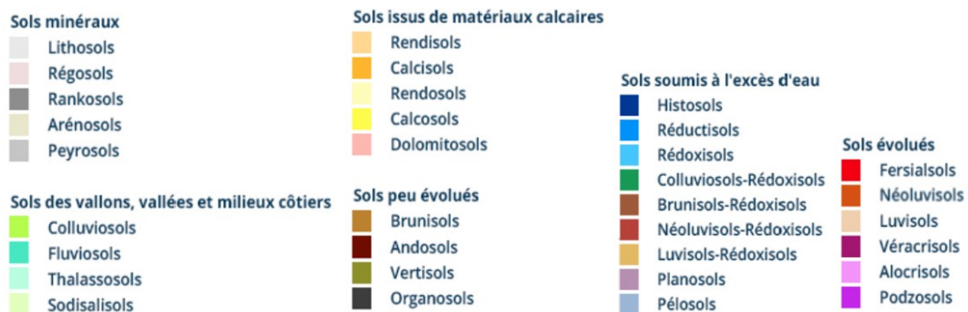 Sols minéraux
Lithosols
Régosols
Rankosols
Arénosols
Peyrosols
Sols des vallons, vallées et milieux côtiers
Colluviosols
Fluviosols
Thalassosols
Sodisalisols
Sols issus de matériaux calcaires
Rendisols
Calcisols
Rendosols
Calcosols
Dolomitosols
Sols peu évolués
Brunisols
Andosols
Vertisols
Organosols
Sols soumis à l'excès d'eau
Histosols
Réductisols
Rédoxisols
Colluviosols-Rédoxisols
Brunisols-Rédoxisols
Néoluvisols-Rédoxisols
Luvisols-Rédoxisols
Planosols
Pélosols
Sols évolués
Fersialsols
Néoluvisols
Luvisols
Véracrisols
Alocrisols
Podzosols